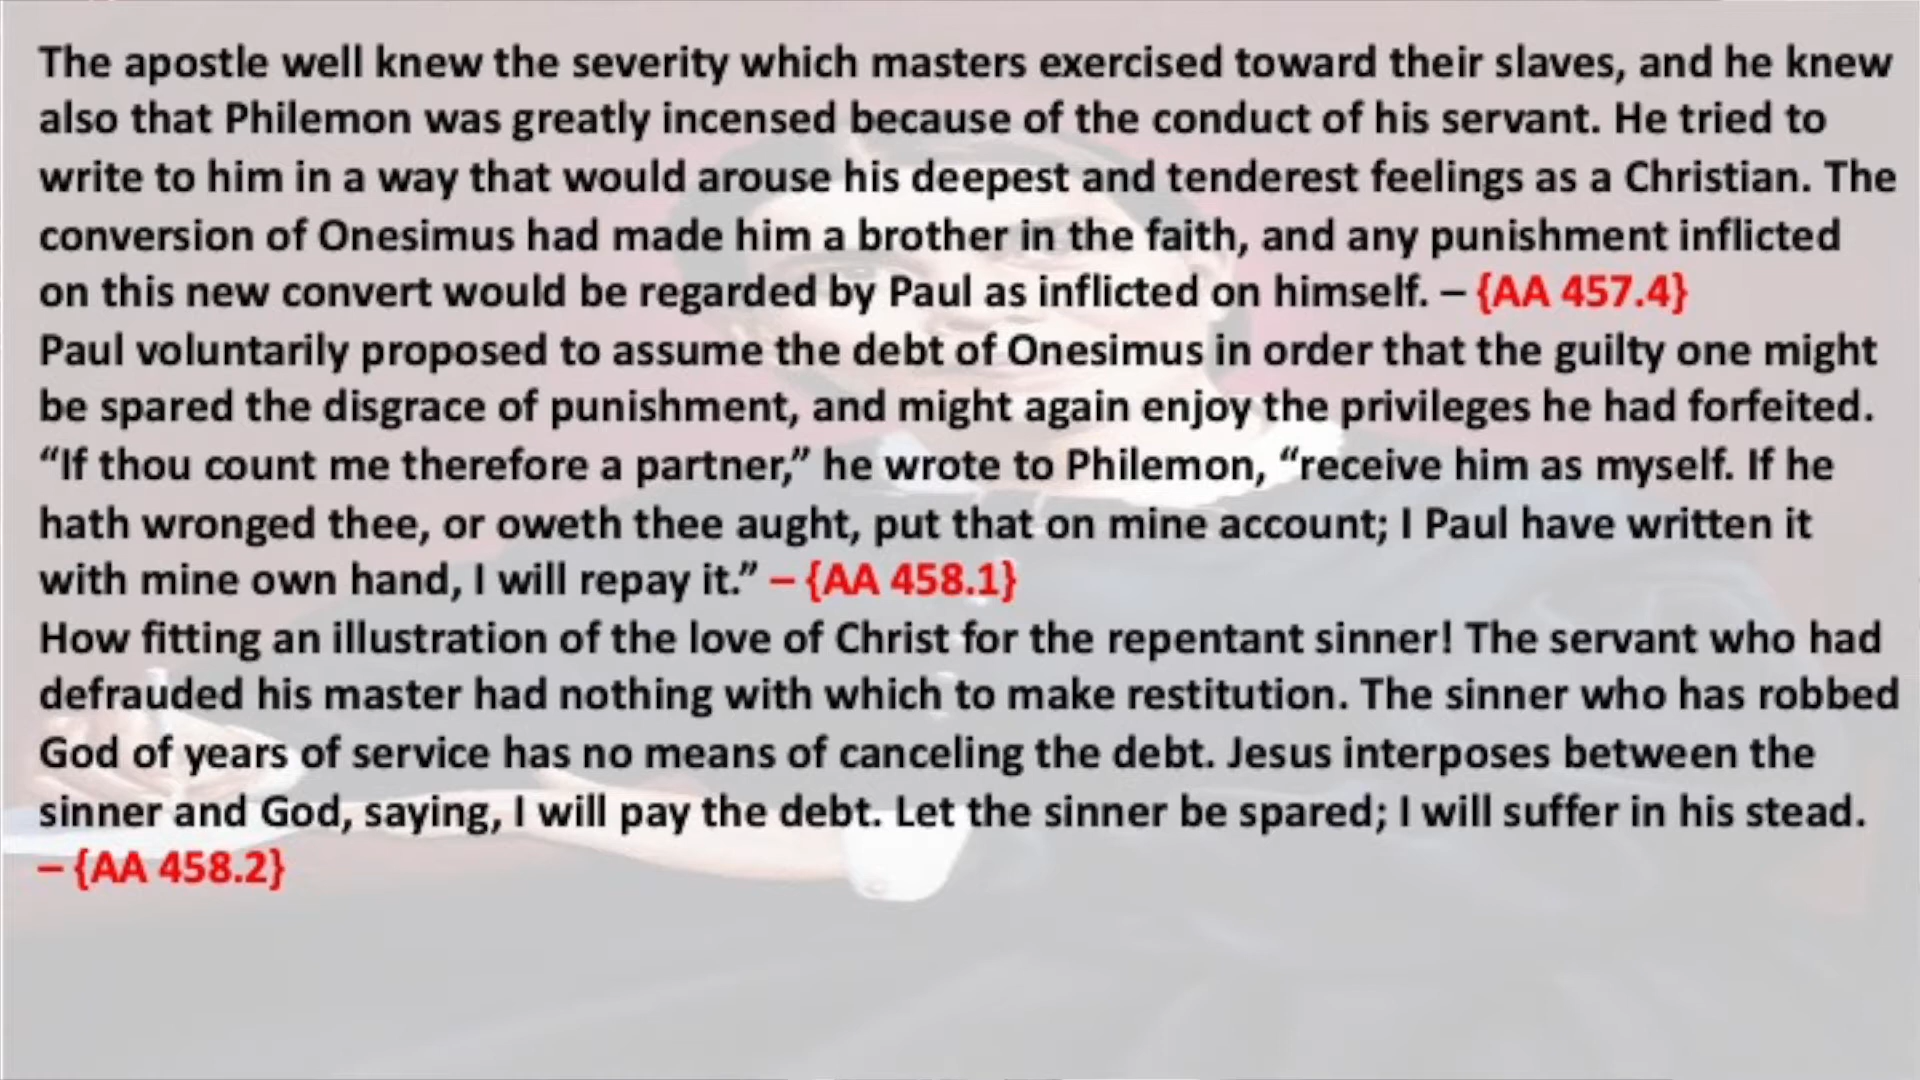 The apostle well knew the severity which masters exercised toward their slaves, and he knew
also that Philemon was greatly incensed because of the conduct of his servant. He tried to
write to him in a way that would arouse his deepest and tenderest feelings as a Christian. The
conversion of Onesimus had made him a brother in the faith, and any punishment inflicted
on this new convert would be regarded by Paul as inflicted on himself. – {AA 457.4}
Paul voluntarily proposed to assume the debt of Onesimus in order that the guilty one might
be spared the disgrace of punishment, and might again enjoy the privileges he had forfeited.
“If thou count me therefore a partner,” he wrote to Philemon, “receive him as myself. If he
hath wronged thee, or oweth thee aught, put that on mine account; I Paul have written it
with mine own hand, I will repay it.” – {AA 458.1}
How fitting an illustration of the love of Christ for the repentant sinner! The servant who had
defrauded his master had nothing with which to make restitution. The sinner who has robbed
God of years of service has no means of canceling the debt. Jesus interposes between the
sinner and God, saying, I will pay the debt. Let the sinner be spared; I will suffer in his stead.
– {AA 458.2}